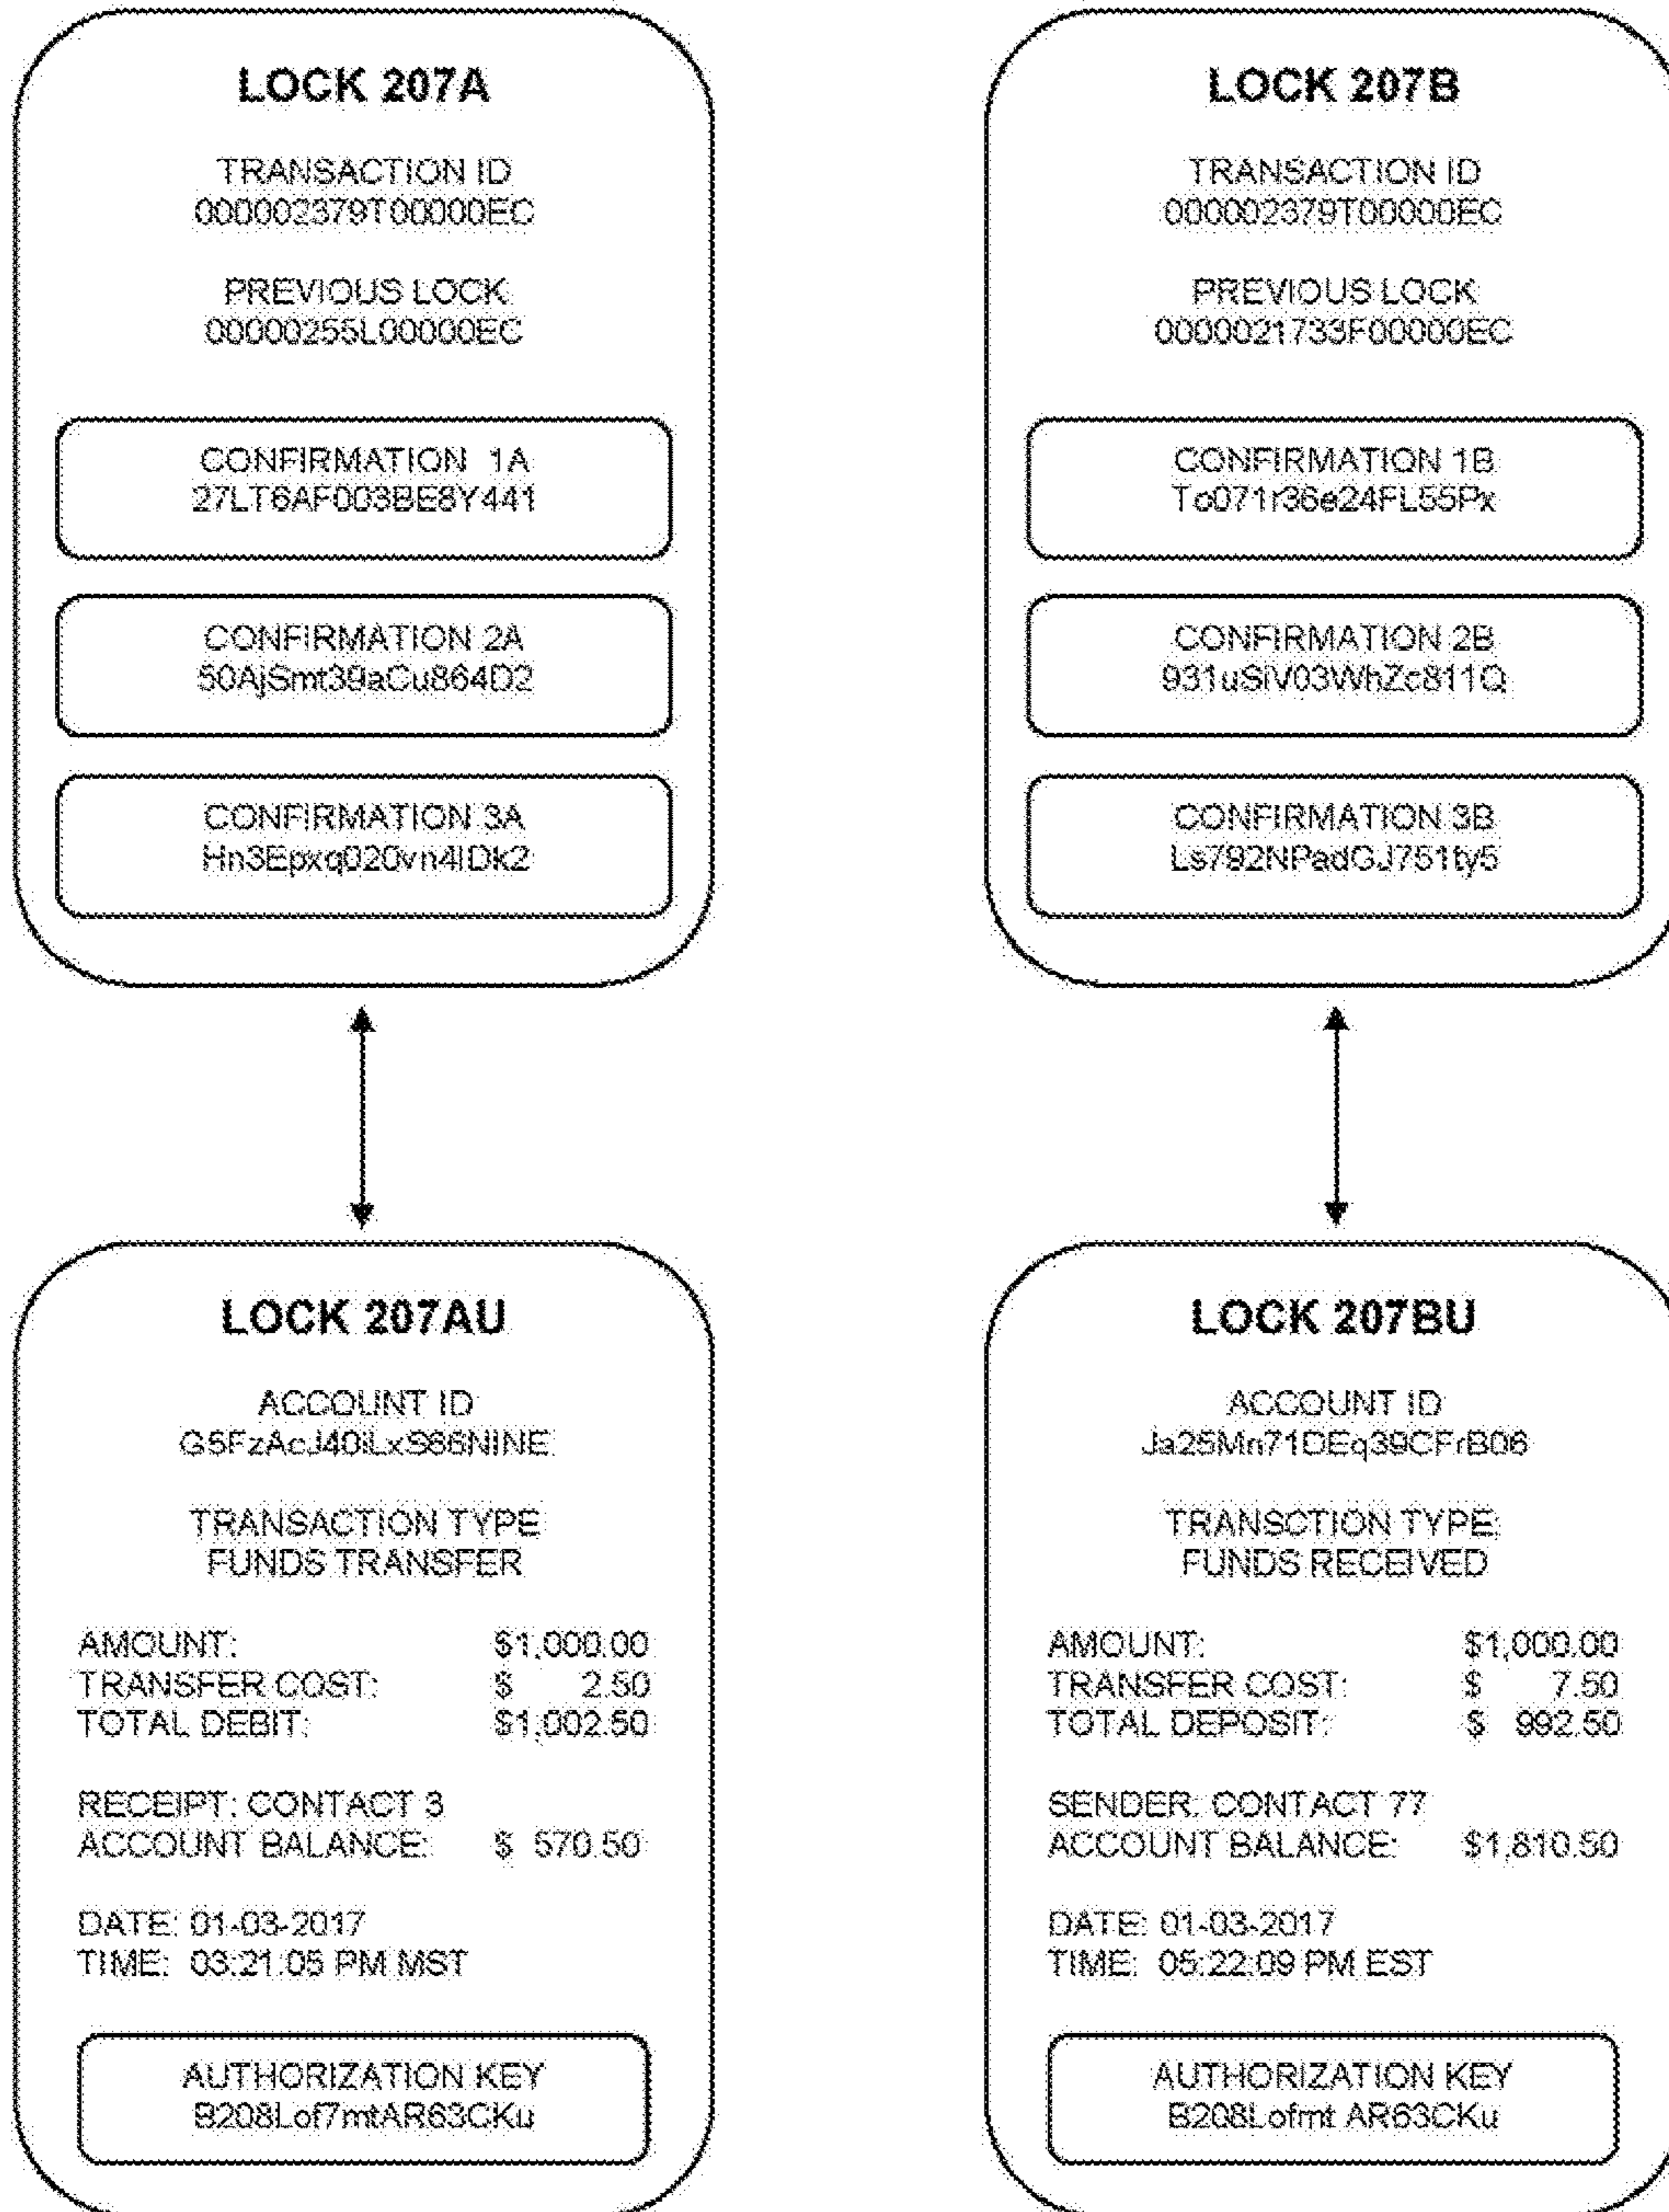 LOCK 207A
TRANSACTION ID
000002379T00000EC
PREVIOUS LOCK
00000255L00000EC
CONFIRMATION 1A
27LT6AF003BE8Y441
CONFIRMATION 2A
50AjSmt39aCu864D2
CONFIRMATION 3A
Hn3Epxq020vn4IDk2
LOCK 207B
TRANSACTION ID
000002379T00000EC
PREVIOUS LOCK
0000021733F00000EC
CONFIRMATION 1B
To071r36e24FL55Px
CONFIRMATION 2B
931uSiV03WhZc811Q
CONFIRMATION 3B
Ls792NPadGJ751ty5
LOCK 207AU
ACCOUNT ID
G5FzAcJ40iLxS86NINE
TRANSACTION TYPE
FUNDS TRANSFER
AMOUNT: $1,000.00
TRANSFER COST: $ 2.50
TOTAL DEBIT: $1,002.50
RECEIPT: CONTACT 3
ACCOUNT BALANCE: $ 570.50
DATE: 01-03-2017
TIME: 03:21:05 PM MST
AUTHORIZATION KEY
B208Lof7mtAR63CKu
LOCK 207BU
ACCOUNT ID
Ja25Mn71DEq39CFrB06
TRANSCTION TYPE
FUNDS RECEIVED
AMOUNT: $1,000.00
TRANSFER COST: $ 7.50
TOTAL DEPOSIT: $ 992.50
SENDER: CONTACT 77
ACCOUNT BALANCE: $1,810.50
DATE: 01-03-2017
TIME: 05:22:09 PM EST
AUTHORIZATION KEY
B208Lofmt AR63CKu